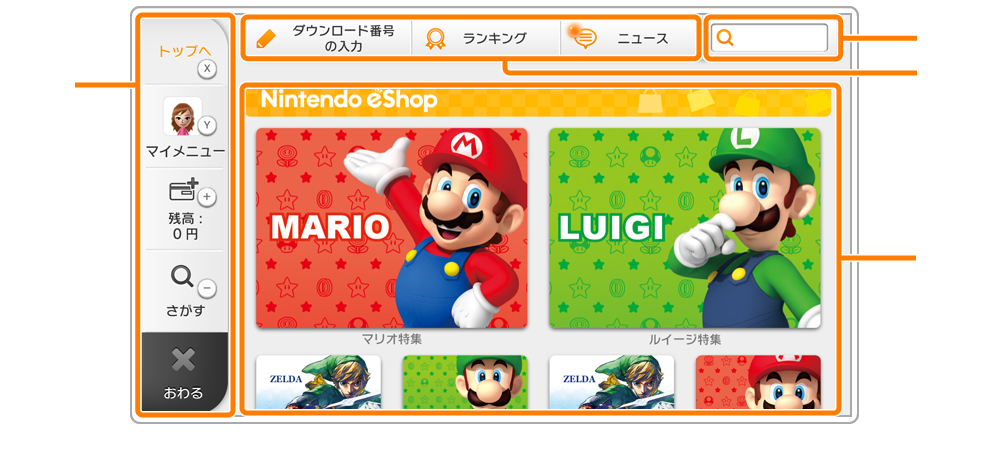 トップへ
X
Y
マイメニュー
+
残高：
0 円
−
さがす
おわる
ダウンロード番号
の入力
ランキング
ニュース
Nintendo eShop
M
MARIO
L
LUIGI
マリオ特集
ルイージ特集
ZELDA
ZELDA